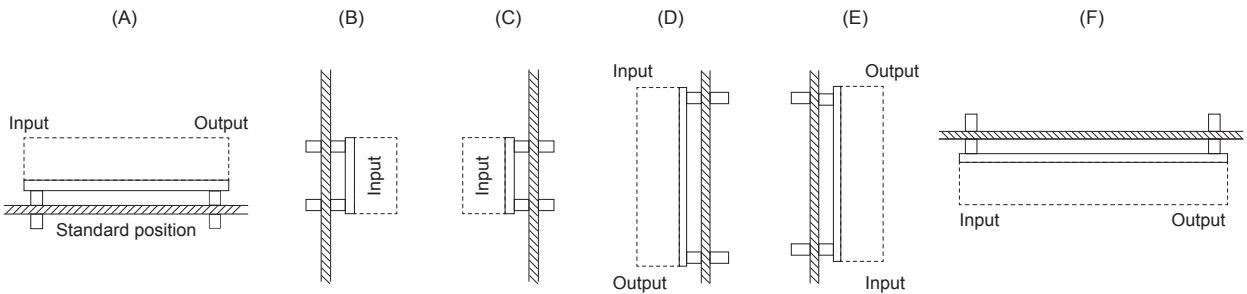 (A)
Input
Output
Standard position
(B)
Input
(C)
Input
(D)
Input
Output
(E)
Output
Input
(F)
Input
Output